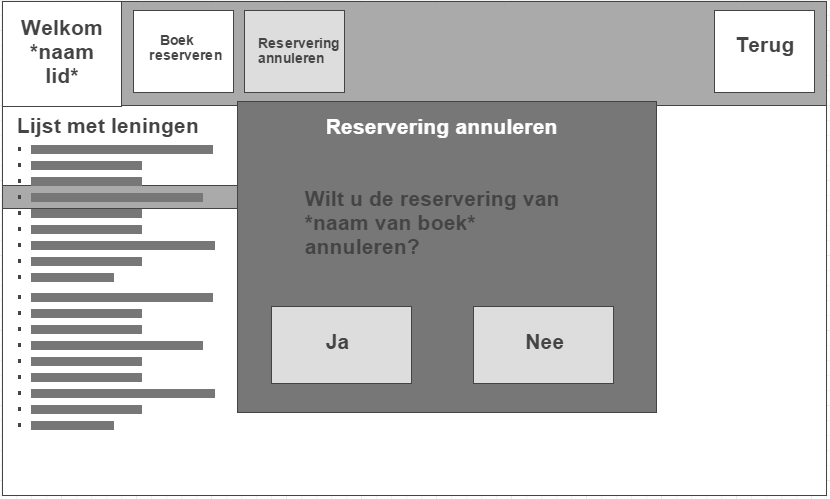 Welkom
*naam
lid*
Boek
reserveren
Reservering
annuleren
Terug
Lijst met leningen
Reservering annuleren
Wilt u de reservering van
*naam van boek*
annuleren?
Ja
Nee